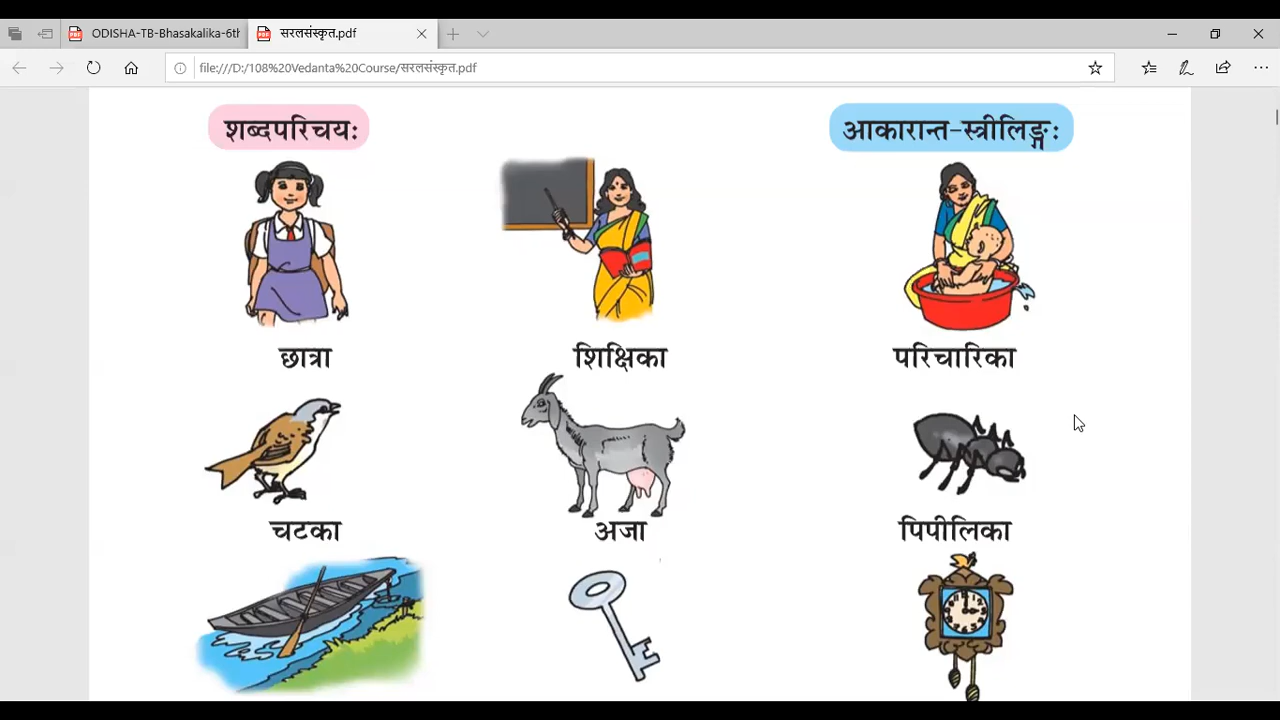 ODISHA-TB-Bhasakalika-6th
सरलसंस्कृत.pdf
file:///D:/108%20Vedanta%20Course/सरलसंस्कृत.pdf
शब्दपरिचयः
आकारान्त-स्त्रीलिङ्गः
छात्रा
शिक्षिका
परिचारिका
चटका
अजा
पिपीलिका